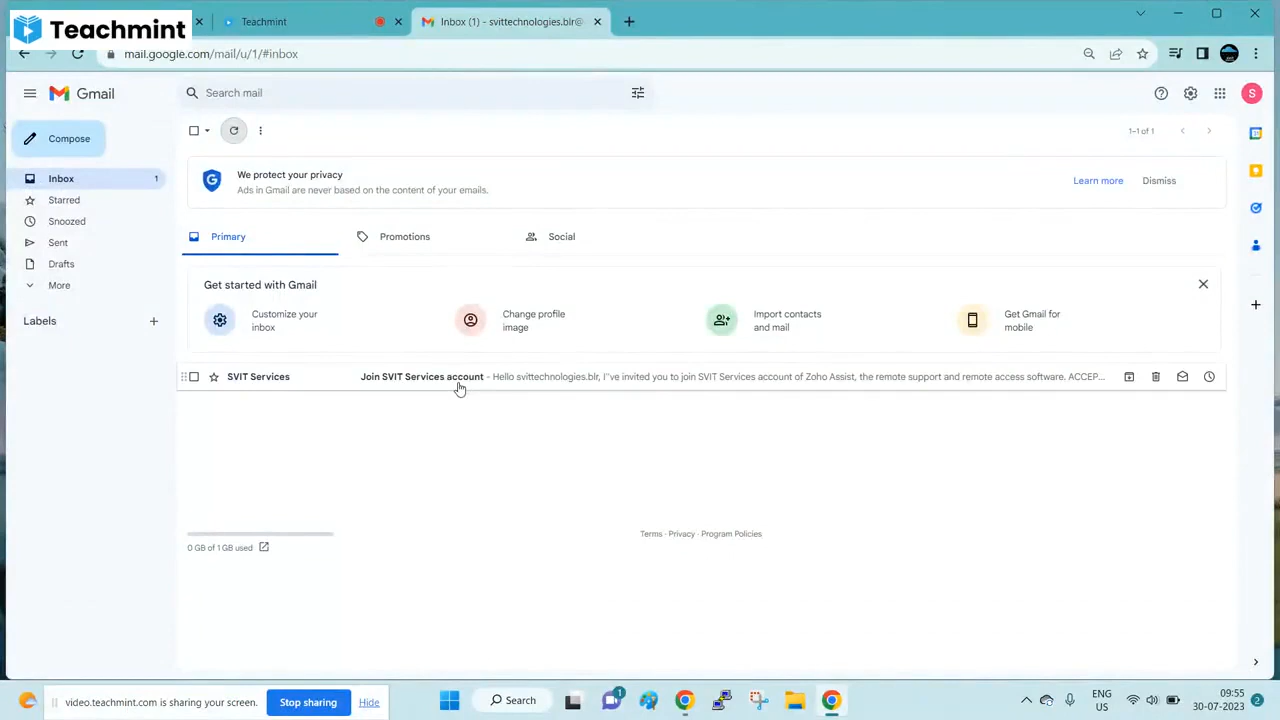 Teachmint
Teachmint
Inbox (1) - svittechnologies.blr@
mail.google.com/mail/u/1/#inbox
Gmail
Search mail
S
Compose
1–1 of 1
Inbox 1
Starred
Snoozed
Sent
Drafts
More
Labels
We protect your privacy
Ads in Gmail are never based on the content of your emails.
Learn more
Dismiss
Primary
Promotions
Social
Get started with Gmail
Customize your
inbox
Change profile
image
Import contacts
and mail
Get Gmail for
mobile
SVIT Services Join SVIT Services account - Hello svittechnologies.blr, I''ve invited you to join SVIT Services account of Zoho Assist, the remote support and remote access software. ACCEP...
Terms · Privacy · Program Policies
0 GB of 1 GB used
video.teachmint.com is sharing your screen.
Stop sharing
Hide
Search
1
ENG
US
09:55
30-07-2023
2